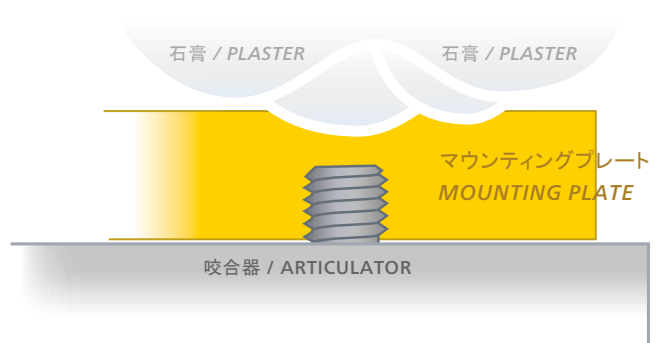 石膏 / PLASTER
石膏 / PLASTER
マウンティングプレート
MOUNTING PLATE
咬合器 / ARTICULATOR